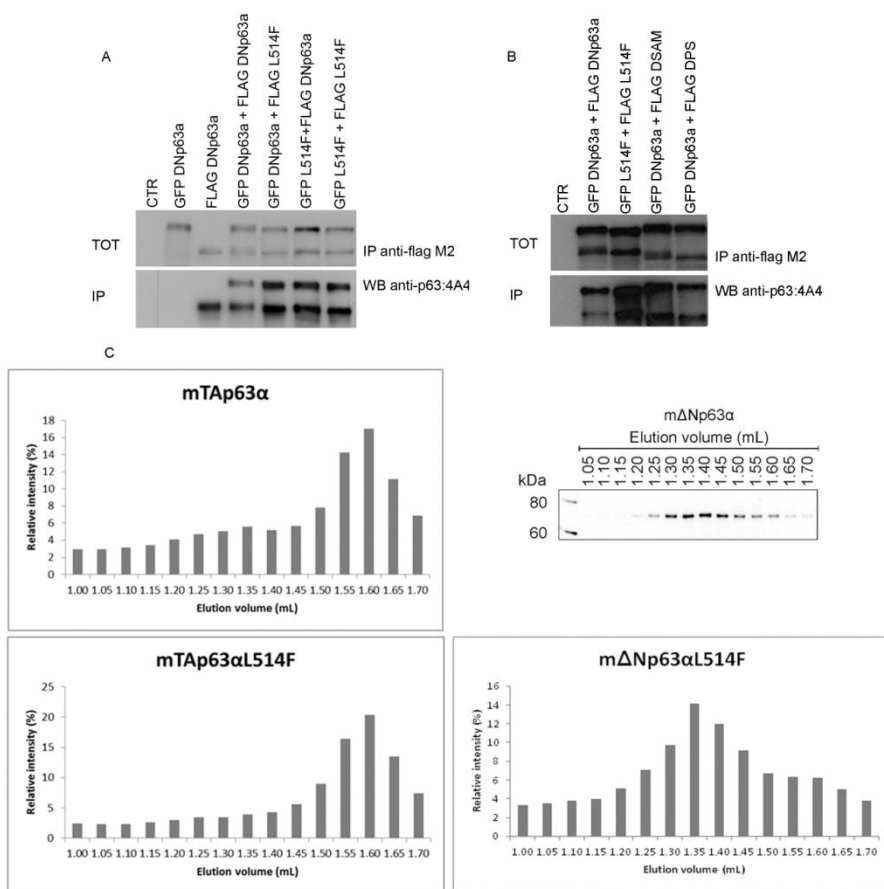 A
CTR
GFP DNp63a
FLAG DNp63a
GFP DNp63a + FLAG DNp63a
GFP DNp63a + FLAG L514F
GFP L514F+FLAG DNp63a
GFP L514F + FLAG L514F
TOT
IP anti-flag M2
IP
WB anti-p63:4A4
B
CTR
GFP DNp63a + FLAG DNp63a
GFP L514F + FLAG L514F
GFP DNp63a + FLAG DSAM
GFP DNp63a + FLAG DPS
TOT
IP anti-flag M2
IP
WB anti-p63:4A4
C
mTAp63α
Relative intensity (%)
18
16
14
12
10
8
6
4
2
0
1.00 1.05 1.10 1.15 1.20 1.25 1.30 1.35 1.40 1.45 1.50 1.55 1.60 1.65 1.70
Elution volume (mL)
mΔNp63α
Elution volume (mL)
1.05 1.10 1.15 1.20 1.25 1.30 1.35 1.40 1.45 1.50 1.55 1.60 1.65 1.70
kDa
80
60
mTAp63αL514F
Relative intensity (%)
25
20
15
10
5
0
1.00 1.05 1.10 1.15 1.20 1.25 1.30 1.35 1.40 1.45 1.50 1.55 1.60 1.65 1.70
Elution volume (mL)
mΔNp63αL514F
Relative intensity (%)
16
14
12
10
8
6
4
2
0
1.00 1.05 1.10 1.15 1.20 1.25 1.30 1.35 1.40 1.45 1.50 1.55 1.60 1.65 1.70
Elution volume (mL)